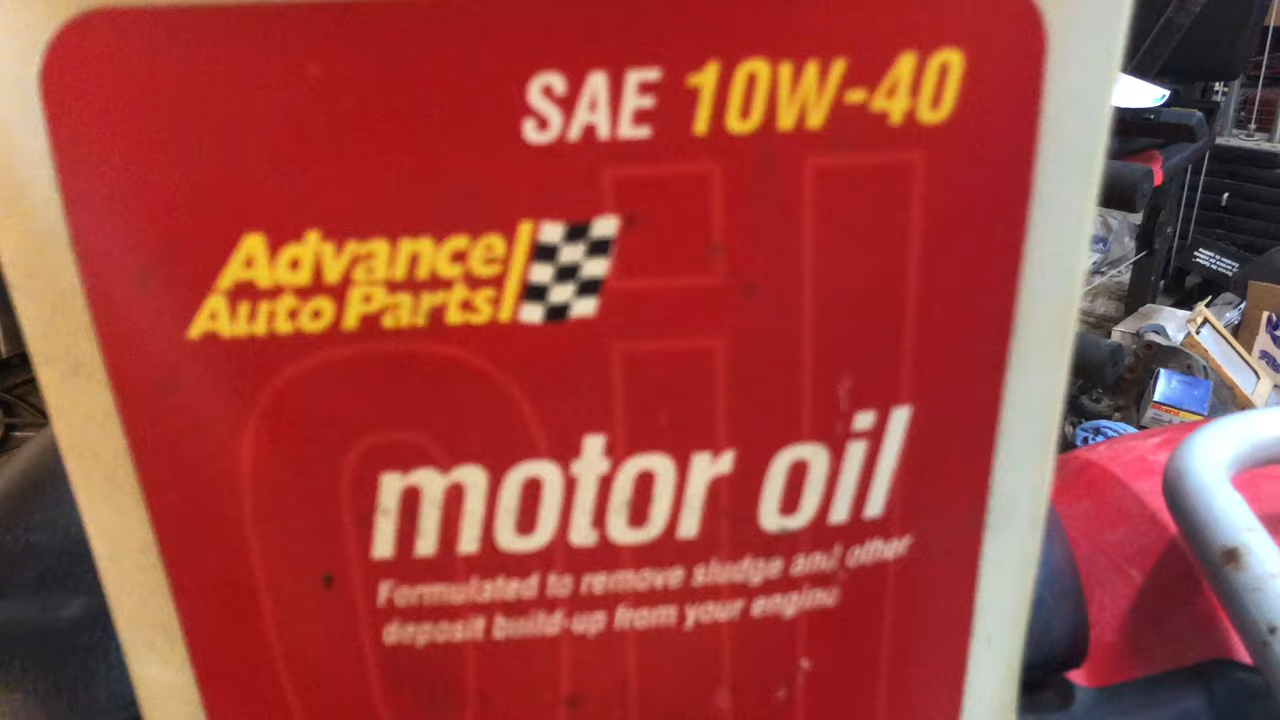 SAE 10W-40
Advance
Auto Parts
motor oil
Formulated to remove sludge and other
deposit build-up from your engine